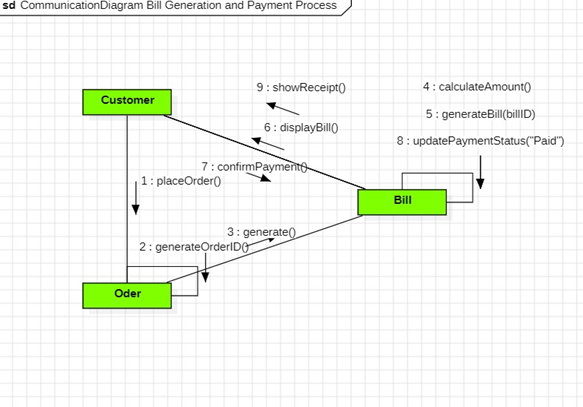 sd CommunicationDiagram Bill Generation and Payment Process
9 : showReceipt()
4 : calculateAmount()
Customer
5 : generateBill(billID)
6 : displayBill()
8 : updatePaymentStatus("Paid")
7 : confirmPayment()
1 : placeOrder()
Bill
3 : generate()
2 : generateOrderID()
Oder